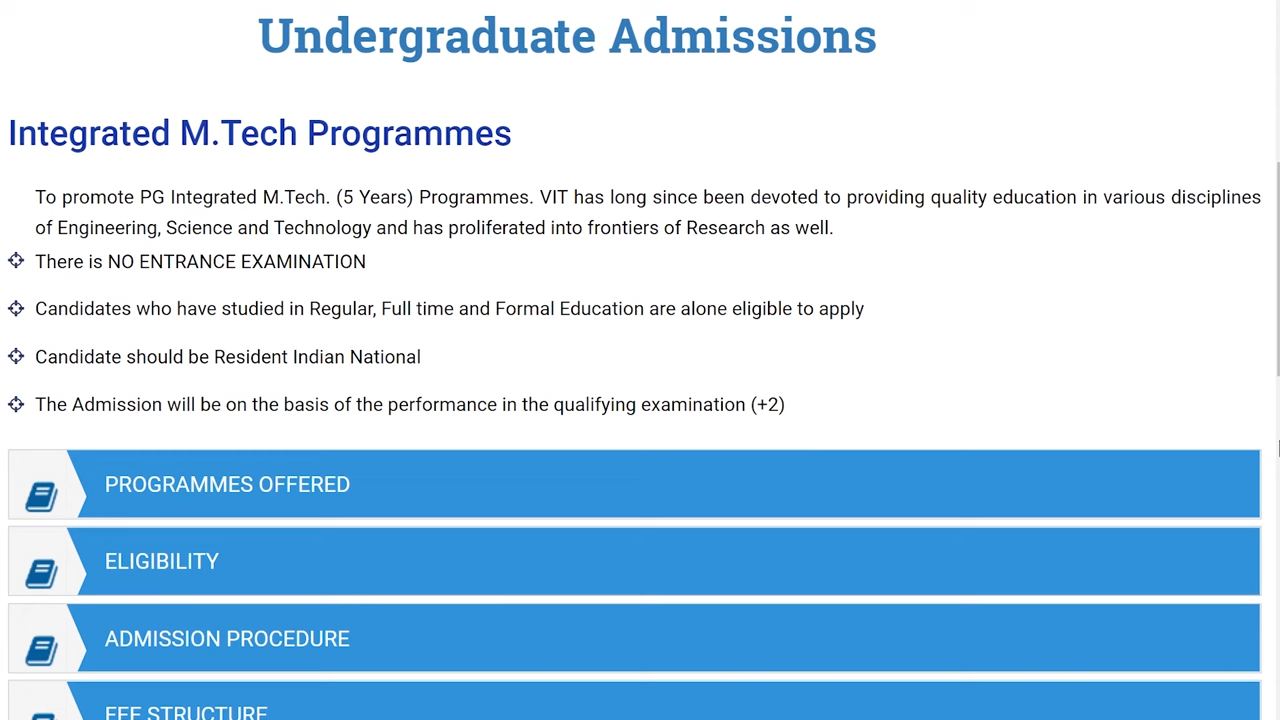 Undergraduate Admissions
Integrated M.Tech Programmes
To promote PG Integrated M.Tech. (5 Years) Programmes. VIT has long since been devoted to providing quality education in various disciplines
of Engineering, Science and Technology and has proliferated into frontiers of Research as well.
There is NO ENTRANCE EXAMINATION
Candidates who have studied in Regular, Full time and Formal Education are alone eligible to apply
Candidate should be Resident Indian National
The Admission will be on the basis of the performance in the qualifying examination (+2)
PROGRAMMES OFFERED
ELIGIBILITY
ADMISSION PROCEDURE
FEE STRUCTURE